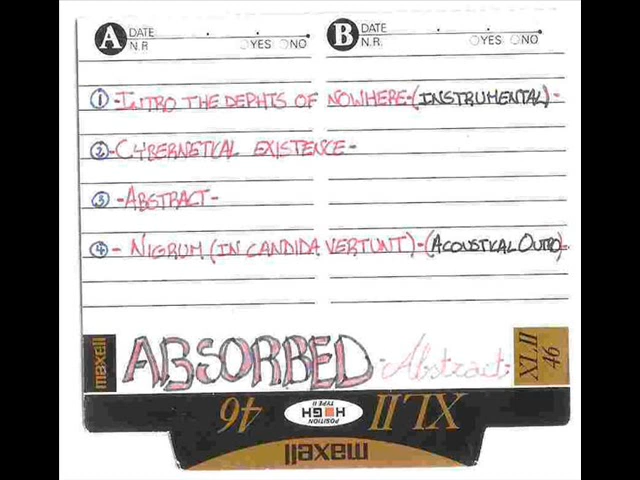 A DATE N.R YES NO B DATE N.R. YES NO
1 - INTRO THE DEPHTS OF NOWHERE - (INSTRUMENTAL) -
2 - CYBERNETICAL EXISTENCE -
3 - ABSTRACT -
4 - NIGRUM (IN CANDIDA VERTUNT) - (ACOUSTICAL OUTRO) -
maxell ABSORBED - Abstract - XLII 46
XLII POSITION HIGH TYPE II 46
maxell